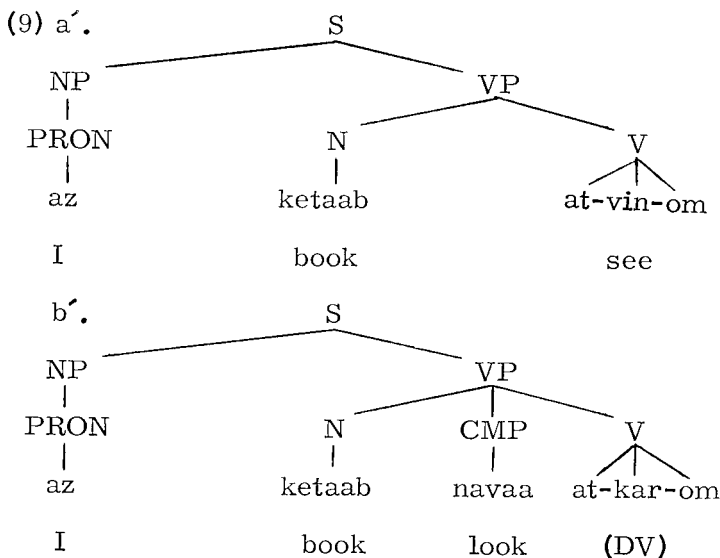 (9) a´. S
NP VP
PRON N V
az ketaab at-vin-om
I book see
b´. S
NP VP
PRON N CMP V
az ketaab navaa at-kar-om
I book look (DV)